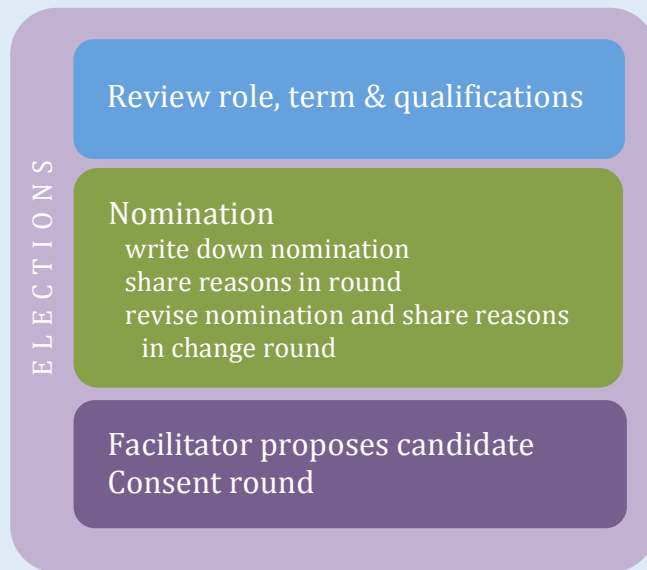 ELECTIONS
Review role, term & qualifications
Nomination
write down nomination
share reasons in round
revise nomination and share reasons
in change round
Facilitator proposes candidate
Consent round